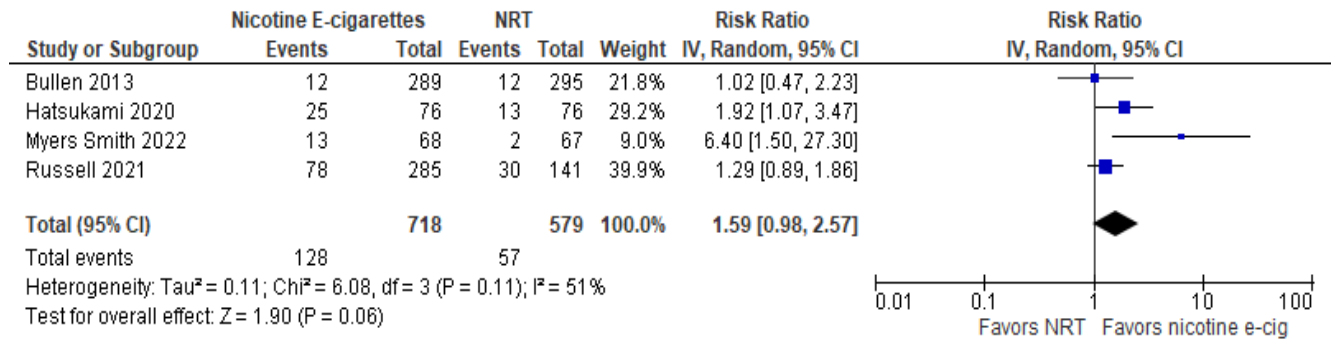 Nicotine E-cigarettes NRT Risk Ratio Risk Ratio
Study or Subgroup Events Total Events Total Weight IV, Random, 95% CI IV, Random, 95% CI
Bullen 2013 12 289 12 295 21.8% 1.02 [0.47, 2.23]
Hatsukami 2020 25 76 13 76 29.2% 1.92 [1.07, 3.47]
Myers Smith 2022 13 68 2 67 9.0% 6.40 [1.50, 27.30]
Russell 2021 78 285 30 141 39.9% 1.29 [0.89, 1.86]
Total (95% CI) 718 579 100.0% 1.59 [0.98, 2.57]
Total events 128 57
Heterogeneity: Tau² = 0.11; Chi² = 6.08, df = 3 (P = 0.11); I² = 51%
Test for overall effect: Z = 1.90 (P = 0.06)
0.01 0.1 1 10 100
Favors NRT Favors nicotine e-cig